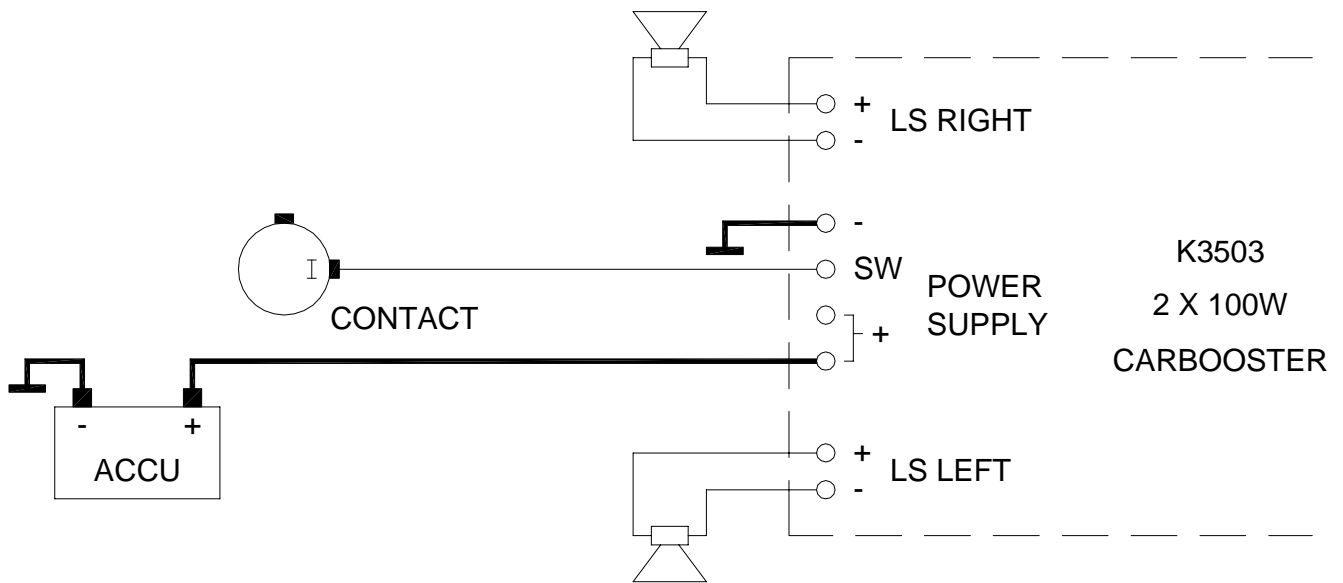 +
LS RIGHT
-
-
SW
POWER
SUPPLY
+
K3503
2 X 100W
CARBOOSTER
I
CONTACT
- +
ACCU
+
LS LEFT
-